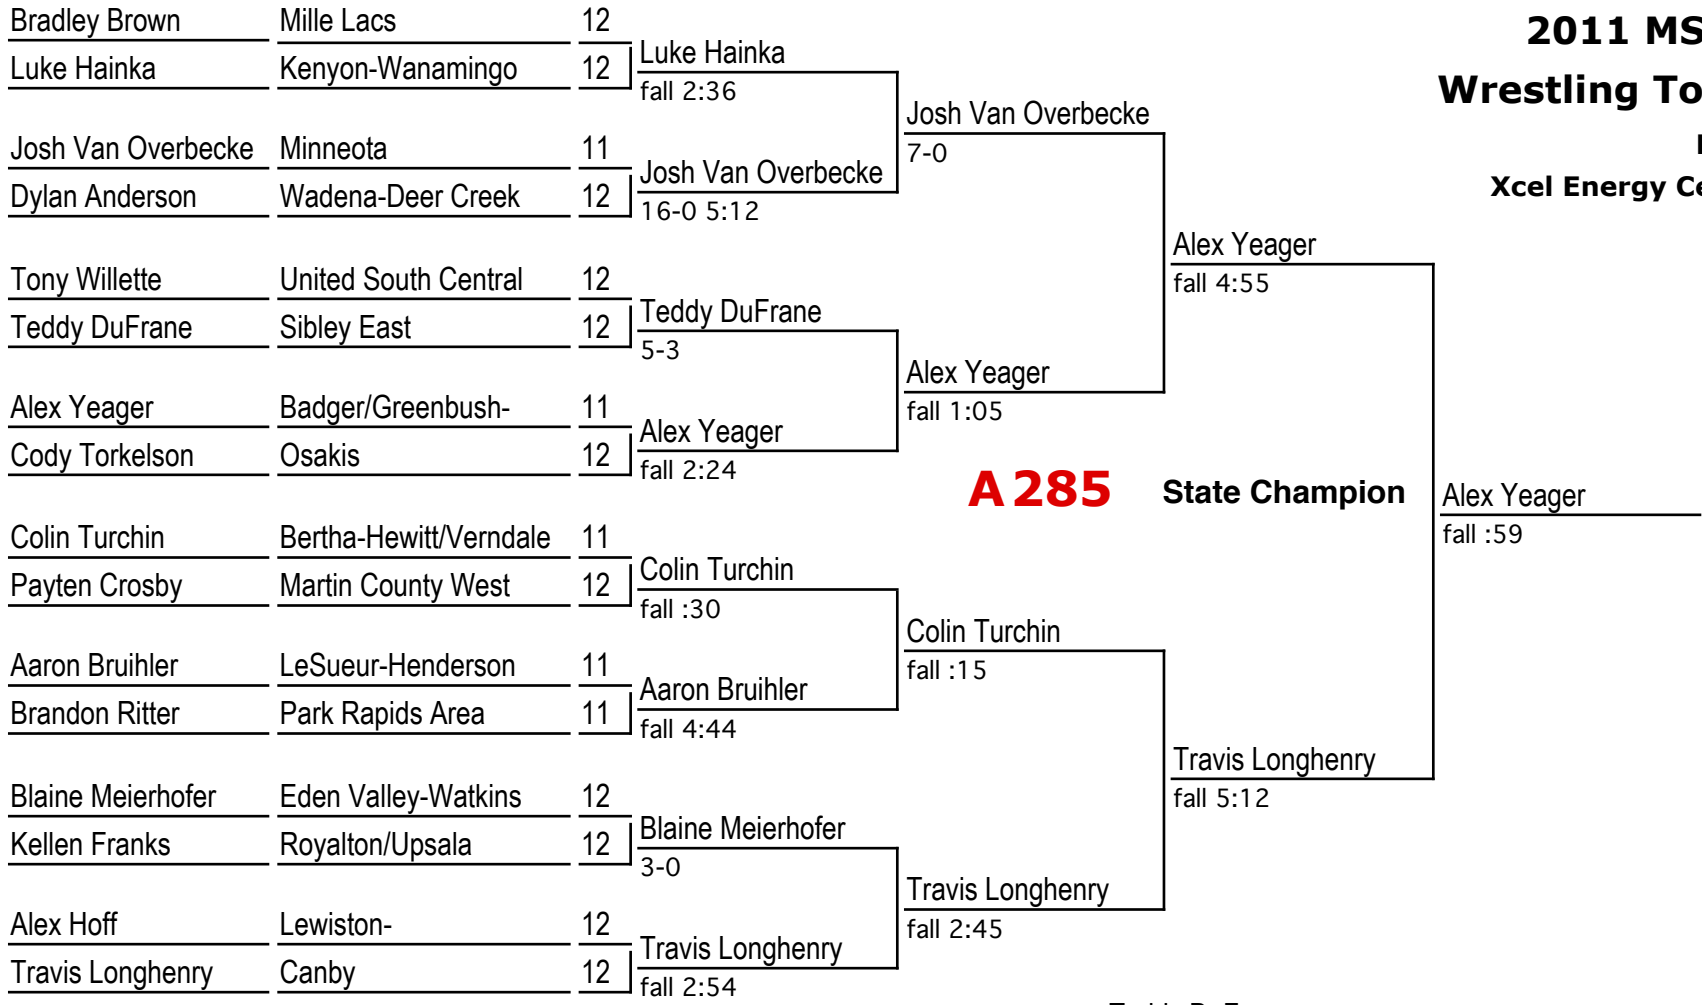 2011 MS
Wrestling To
Xcel Energy Ce
Bradley Brown Mille Lacs 12
Luke Hainka Kenyon-Wanamingo 12
Luke Hainka
fall 2:36
Josh Van Overbecke Minneota 11
Dylan Anderson Wadena-Deer Creek 12
Josh Van Overbecke
16-0 5:12
Josh Van Overbecke
7-0
Tony Willette United South Central 12
Teddy DuFrane Sibley East 12
Teddy DuFrane
5-3
Alex Yeager Badger/Greenbush- 11
Cody Torkelson Osakis 12
Alex Yeager
fall 2:24
Alex Yeager
fall 1:05
Alex Yeager
fall 4:55
A 285 State Champion
Alex Yeager
fall :59
Colin Turchin Bertha-Hewitt/Verndale 11
Payten Crosby Martin County West 12
Colin Turchin
fall :30
Aaron Bruihler LeSueur-Henderson 11
Brandon Ritter Park Rapids Area 11
Aaron Bruihler
fall 4:44
Colin Turchin
fall :15
Blaine Meierhofer Eden Valley-Watkins 12
Kellen Franks Royalton/Upsala 12
Blaine Meierhofer
3-0
Alex Hoff Lewiston- 12
Travis Longhenry Canby 12
Travis Longhenry
fall 2:54
Travis Longhenry
fall 2:45
Travis Longhenry
fall 5:12